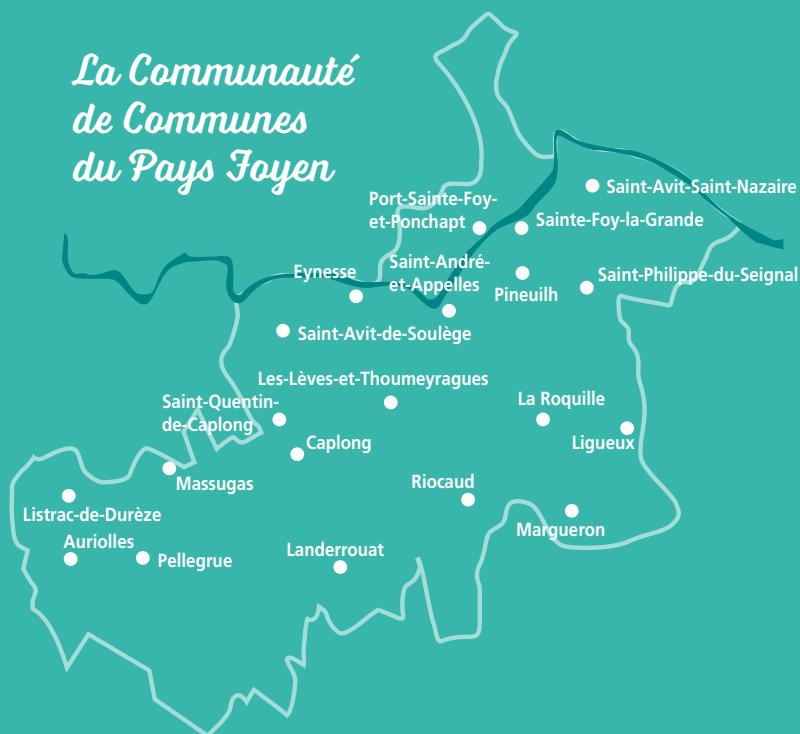 La Communauté
de Communes
du Pays Foyen
Saint-Avit-Saint-Nazaire
Port-Sainte-Foy-
et-Ponchapt
Sainte-Foy-la-Grande
Saint-André-
et-Appelles
Eynesse
Pineuilh
Saint-Philippe-du-Seignal
Saint-Avit-de-Soulège
Les-Lèves-et-Thoumeyragues
Saint-Quentin-
de-Caplong
La Roquille
Ligueux
Caplong
Massugas
Riocaud
Listrac-de-Durèze
Margueron
Auriolles
Pellegrue
Landerrouat